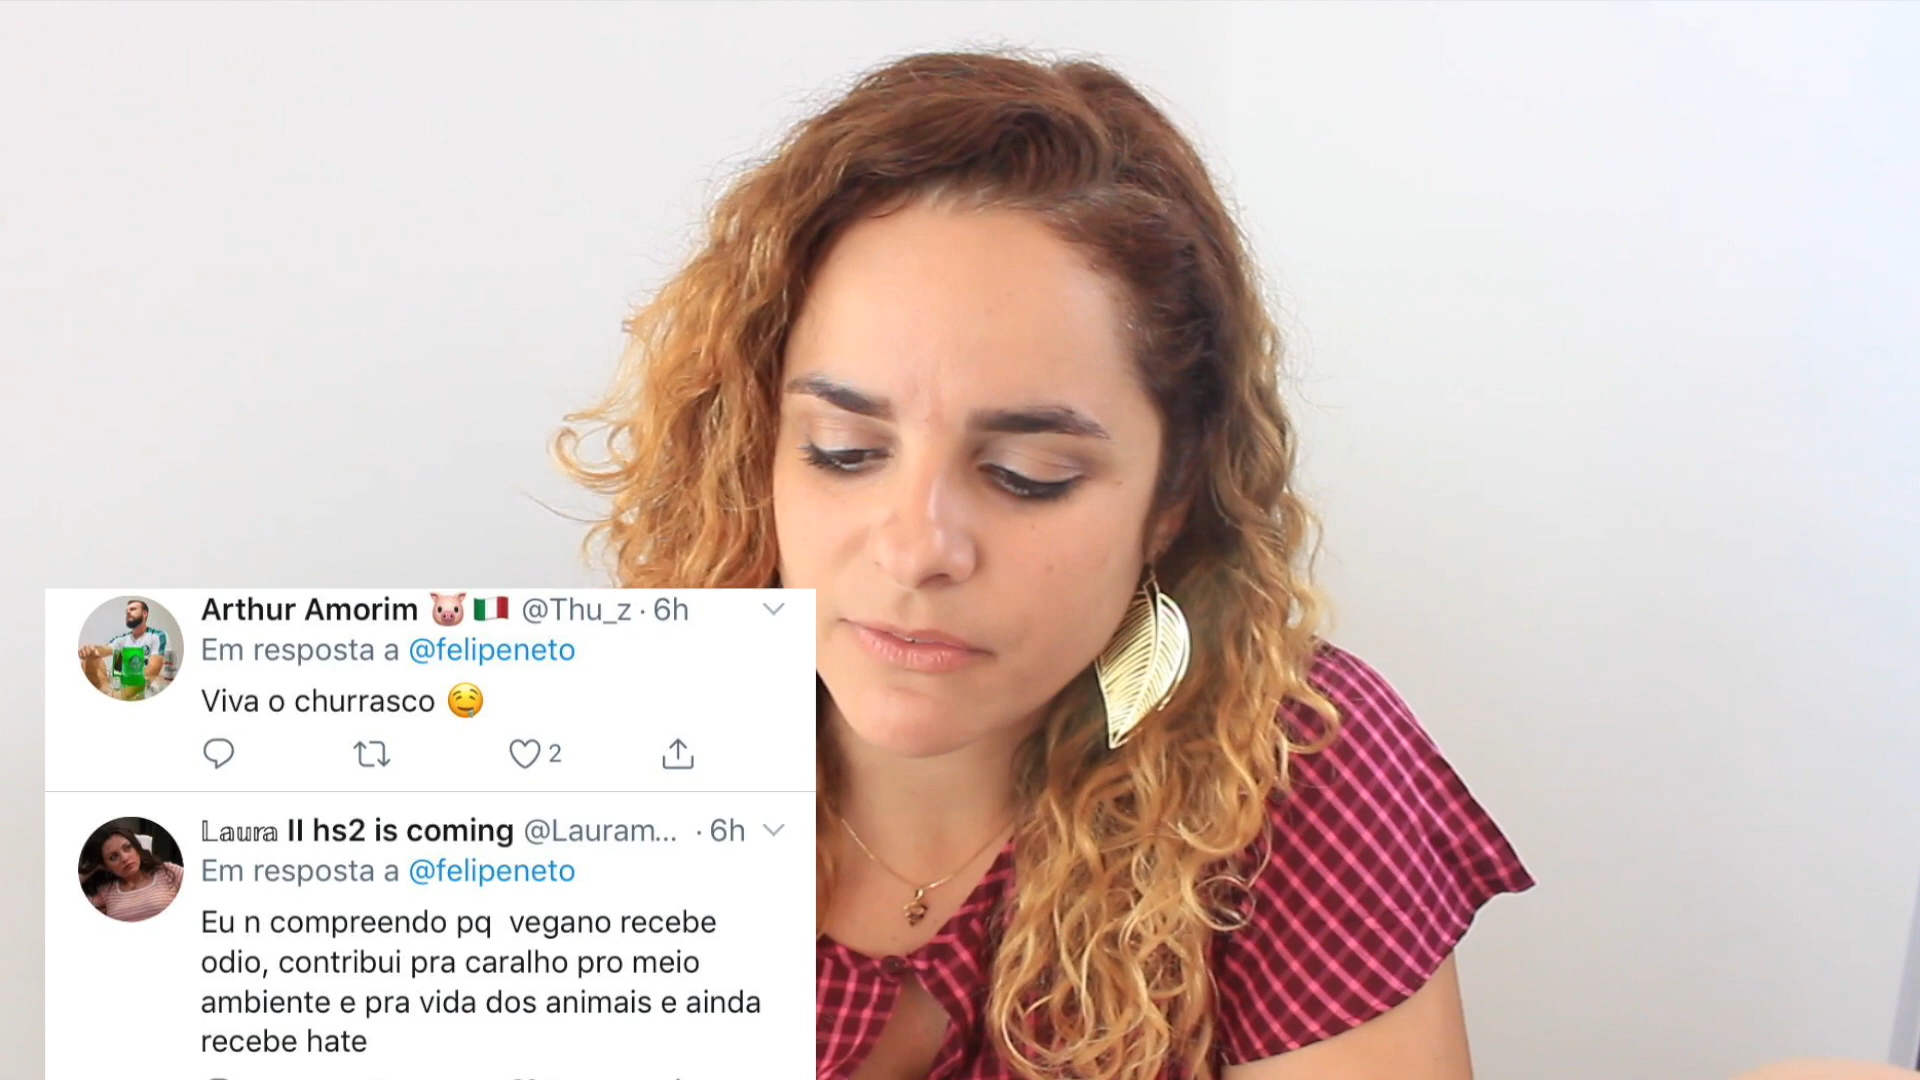 Arthur Amorim 🐷🇮🇹 @Thu_z · 6h
Em resposta a @felipeneto
Viva o churrasco 🤤
2
𝕃𝕒𝕦𝕣𝕒 II hs2 is coming @Lauram... · 6h
Em resposta a @felipeneto
Eu n compreendo pq vegano recebe
odio, contribui pra caralho pro meio
ambiente e pra vida dos animais e ainda
recebe hate